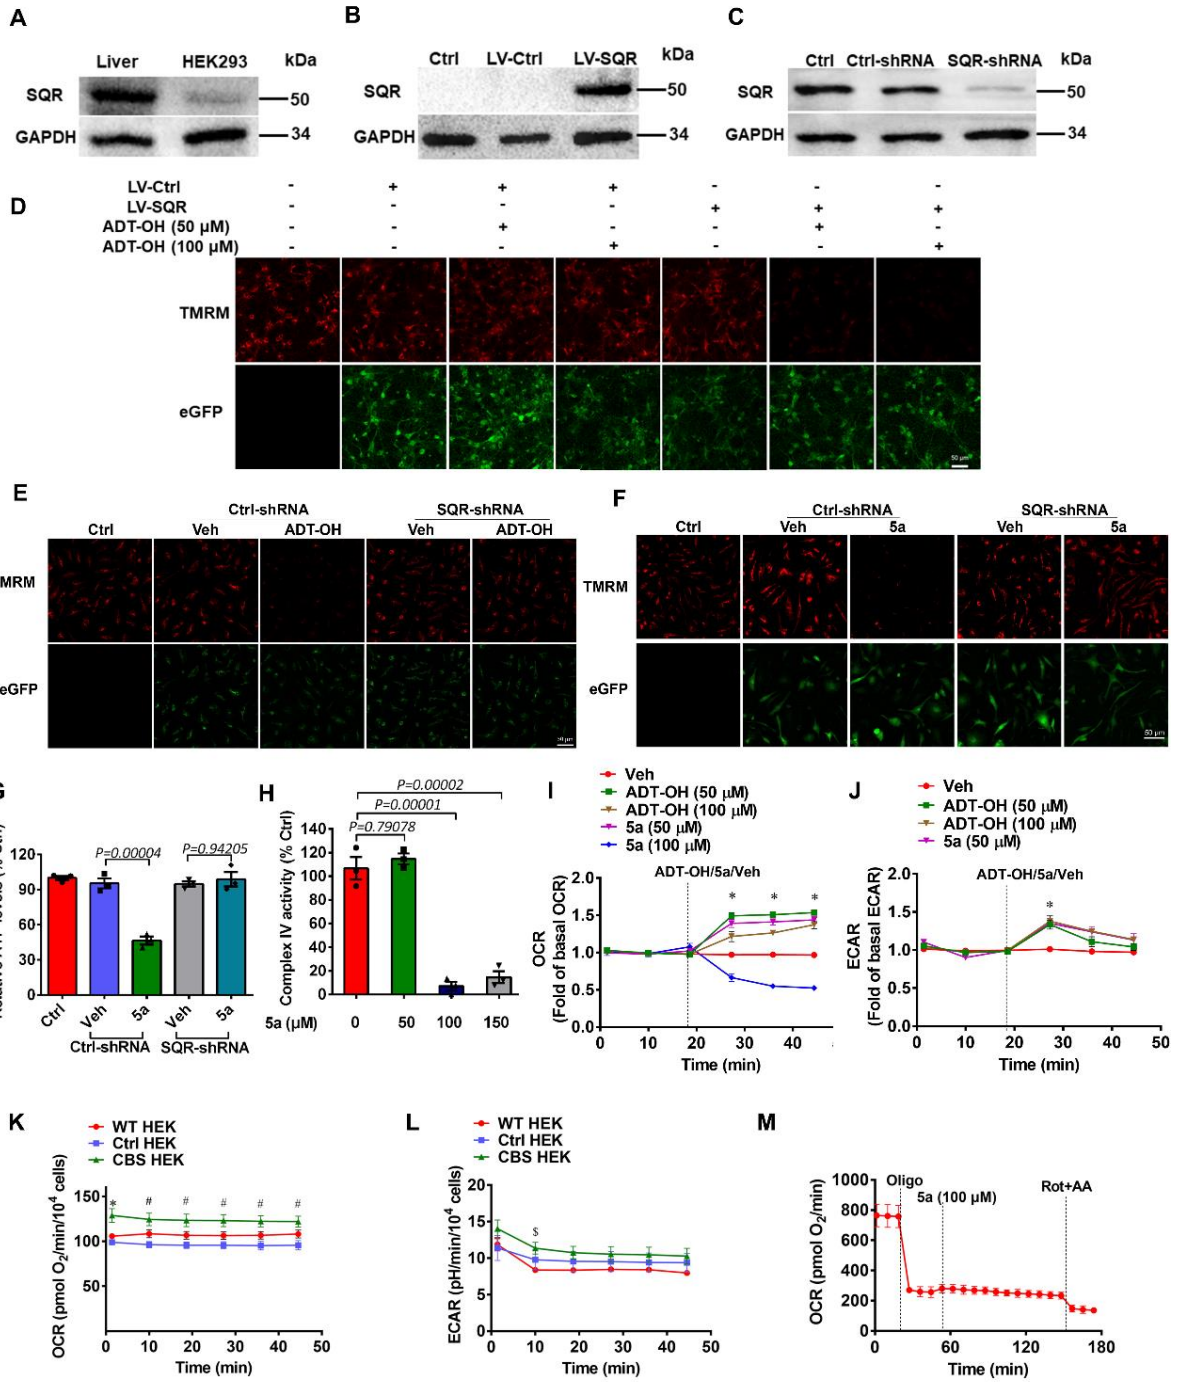 A
Liver HEK293 kDa
SQR
50
GAPDH
34
B
Ctrl LV-Ctrl LV-SQR kDa
SQR
50
GAPDH
34
C
Ctrl Ctrl-shRNA SQR-shRNA kDa
SQR
50
GAPDH
34
D
LV-Ctrl - + + + - - -
LV-SQR - - - - + + +
ADT-OH (50 µM) - - + - - + -
ADT-OH (100 µM) - - - + - - +
TMRM
eGFP
50 µm
E
Ctrl-shRNA SQR-shRNA
Ctrl Veh ADT-OH Veh ADT-OH
MRM
eGFP
50 µm
F
Ctrl-shRNA SQR-shRNA
Ctrl Veh 5a Veh 5a
TMRM
eGFP
50 µm
P=0.00004
P=0.94205
120
90
60
30
0
Ctrl Veh 5a Veh 5a
Ctrl-shRNA SQR-shRNA
H
P=0.00002
P=0.00001
P=0.79078
Complex IV activity (% Ctrl)
140
120
100
80
60
40
20
0
5a (µM) 0 50 100 150
I
Veh
ADT-OH (50 µM)
ADT-OH (100 µM)
5a (50 µM)
5a (100 µM)
ADT-OH/5a/Veh
* * *
OCR
(Fold of basal OCR)
2.0
1.5
1.0
0.5
0.0
0 10 20 30 40
Time (min)
J
Veh
ADT-OH (50 µM)
ADT-OH (100 µM)
5a (50 µM)
ADT-OH/5a/Veh
*
ECAR
(Fold of basal ECAR)
2.0
1.5
1.0
0.5
0.0
0 10 20 30 40 50
Time (min)
K
WT HEK
Ctrl HEK
CBS HEK
OCR (pmol O2/min/10⁴ cells)
150
100
50
* # # # # #
0 10 20 30 40 50
Time (min)
L
WT HEK
Ctrl HEK
CBS HEK
ECAR (pH/min/10⁴ cells)
20
15
10
5
0
$
0 10 20 30 40 50
Time (min)
M
Oligo
5a (100 µM)
Rot+AA
OCR (pmol O2/min)
1000
800
600
400
200
0
0 60 120 180
Time (min)